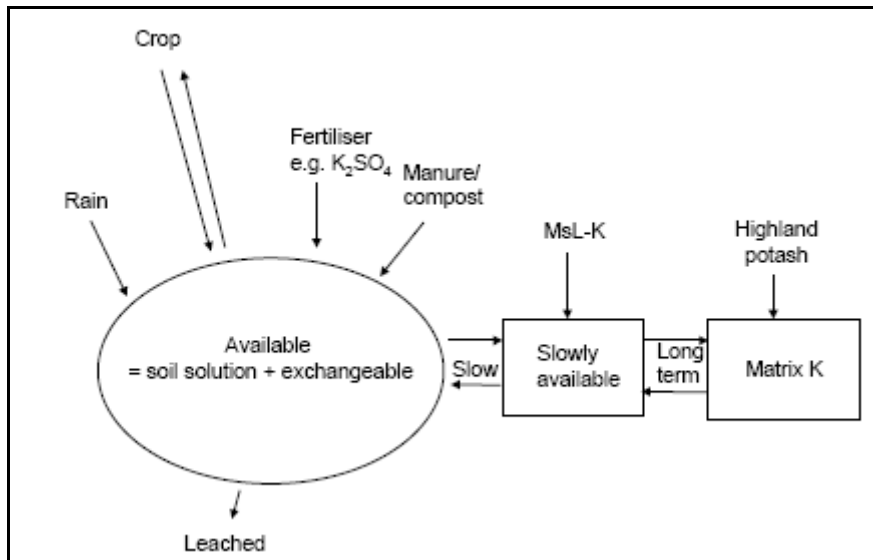 Crop
Fertiliser
e.g. K₂SO₄
Manure/
compost
Rain
MsL-K
Highland
potash
Available
= soil solution + exchangeable
Slow
Slowly
available
Long
term
Matrix K
Leached